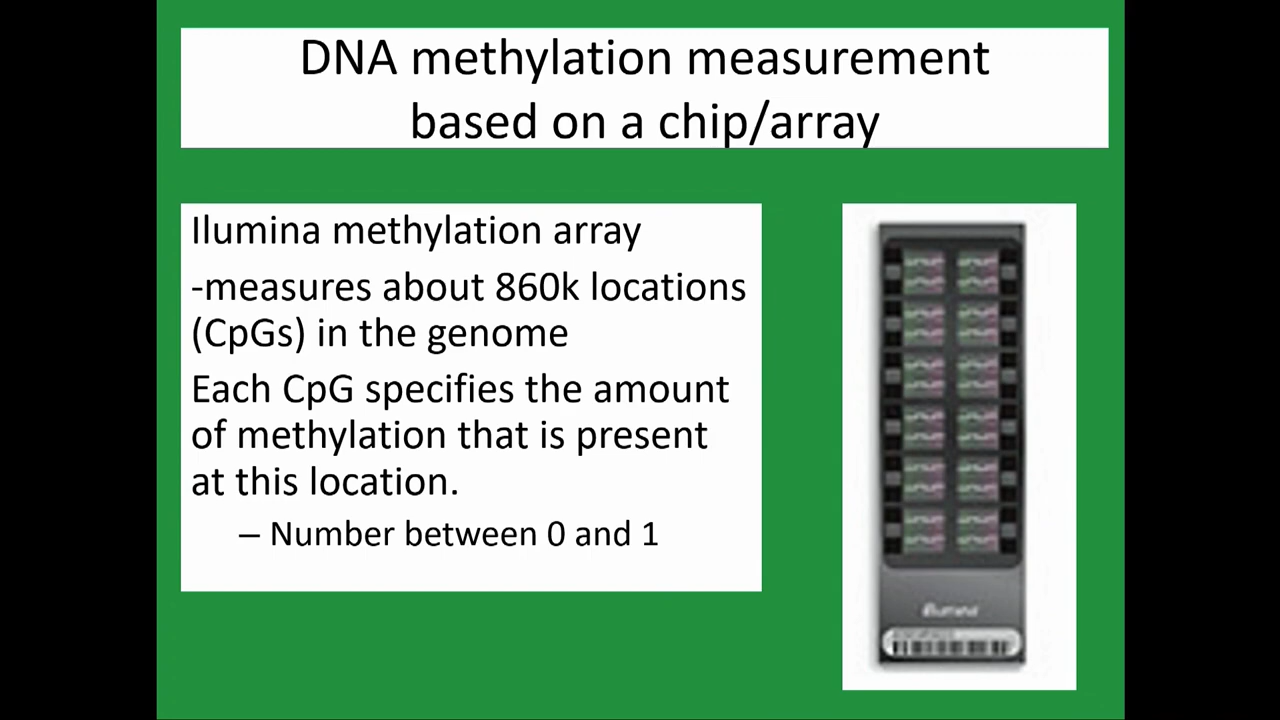 DNA methylation measurement
based on a chip/array
Ilumina methylation array
-measures about 860k locations
(CpGs) in the genome
Each CpG specifies the amount
of methylation that is present
at this location.
– Number between 0 and 1
illumina